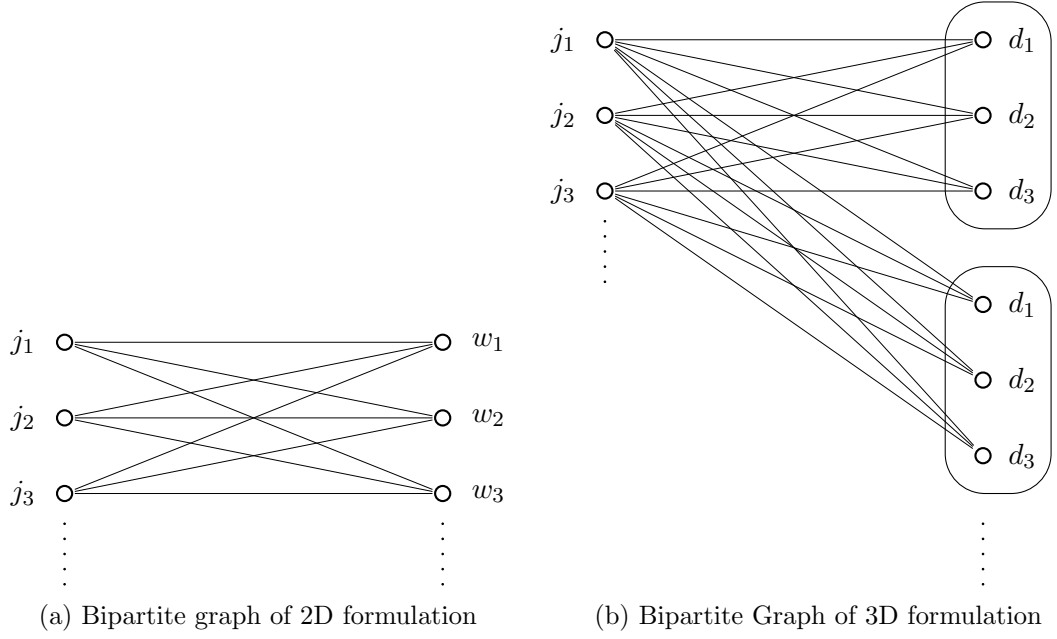 j₁ w₁
j₂ w₂
j₃ w₃
(a) Bipartite graph of 2D formulation
j₁ d₁
j₂ d₂
j₃ d₃
d₁
d₂
d₃
(b) Bipartite Graph of 3D formulation